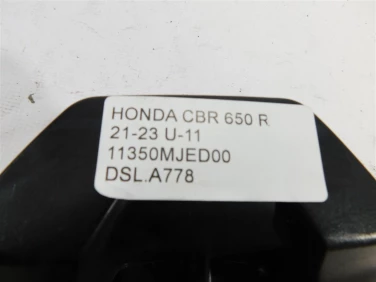 HONDA CBR 650 R
21-23 U-11
11350MJED00
DSL.A778